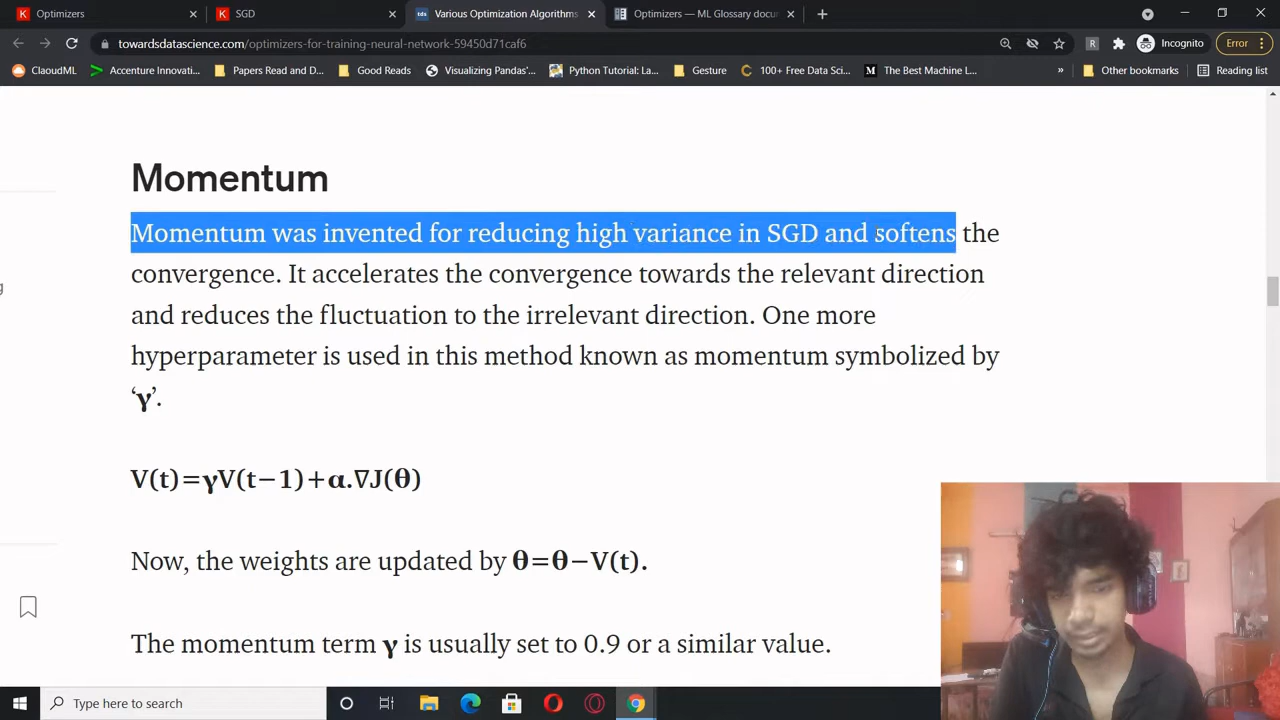 Optimizers
SGD
tds Various Optimization Algorithms
Optimizers — ML Glossary docu
towardsdatascience.com/optimizers-for-training-neural-network-59450d71caf6
R
Incognito
Error
ClaoudML
Accenture Innovati...
Papers Read and D...
Good Reads
Visualizing Pandas'...
Python Tutorial: La...
Gesture
100+ Free Data Sci...
The Best Machine L...
»
Other bookmarks
Reading list
Momentum
Momentum was invented for reducing high variance in SGD and softens the
convergence. It accelerates the convergence towards the relevant direction
and reduces the fluctuation to the irrelevant direction. One more
hyperparameter is used in this method known as momentum symbolized by
‘γ’.
V(t)=γV(t−1)+α.∇J(θ)
Now, the weights are updated by θ=θ−V(t).
The momentum term γ is usually set to 0.9 or a similar value.
Type here to search